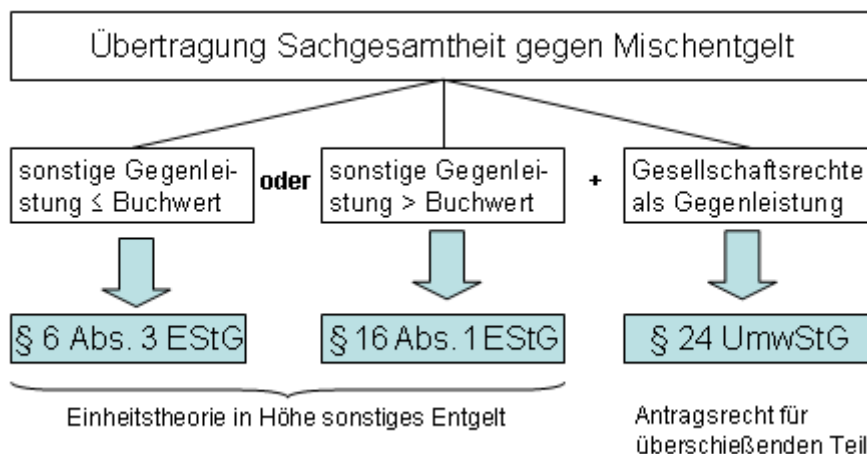 Übertragung Sachgesamtheit gegen Mischentgelt
sonstige Gegenlei-
stung ≤ Buchwert
oder
sonstige Gegenlei-
stung > Buchwert
+
Gesellschaftsrechte
als Gegenleistung
§ 6 Abs. 3 EStG
§ 16 Abs. 1 EStG
§ 24 UmwStG
Einheitstheorie in Höhe sonstiges Entgelt
Antragsrecht für
überschießenden Teil